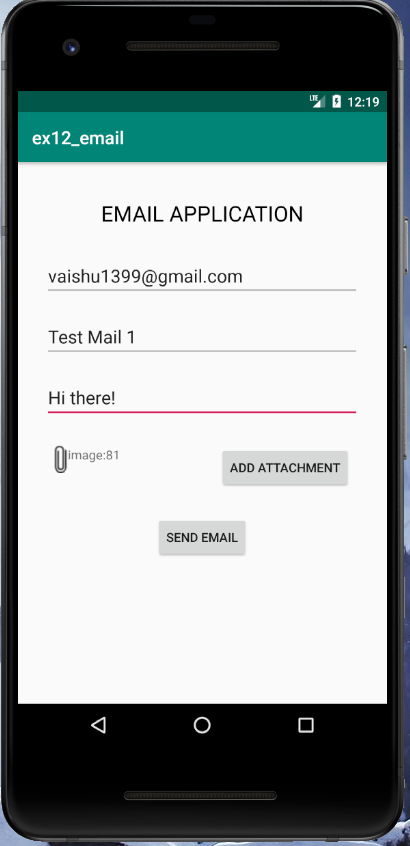 LTE 12:19
ex12_email
EMAIL APPLICATION
vaishu1399@gmail.com
Test Mail 1
Hi there!
image:81
ADD ATTACHMENT
SEND EMAIL